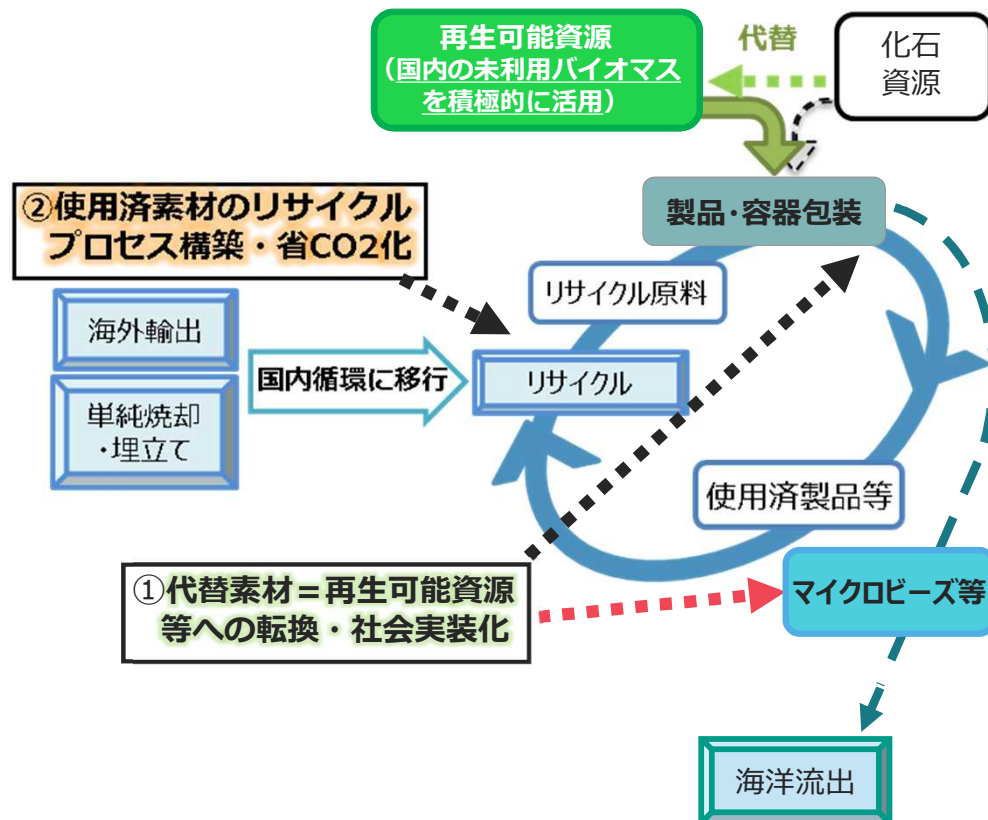 再生可能資源
（国内の未利用バイオマス
を積極的に活用）
代替
化石
資源
製品･容器包装
②使用済素材のリサイクル
プロセス構築・省CO2化
リサイクル原料
海外輸出
国内循環に移行
リサイクル
単純焼却
･埋立て
使用済製品等
①代替素材＝再生可能資源
等への転換・社会実装化
マイクロビーズ等
海洋流出